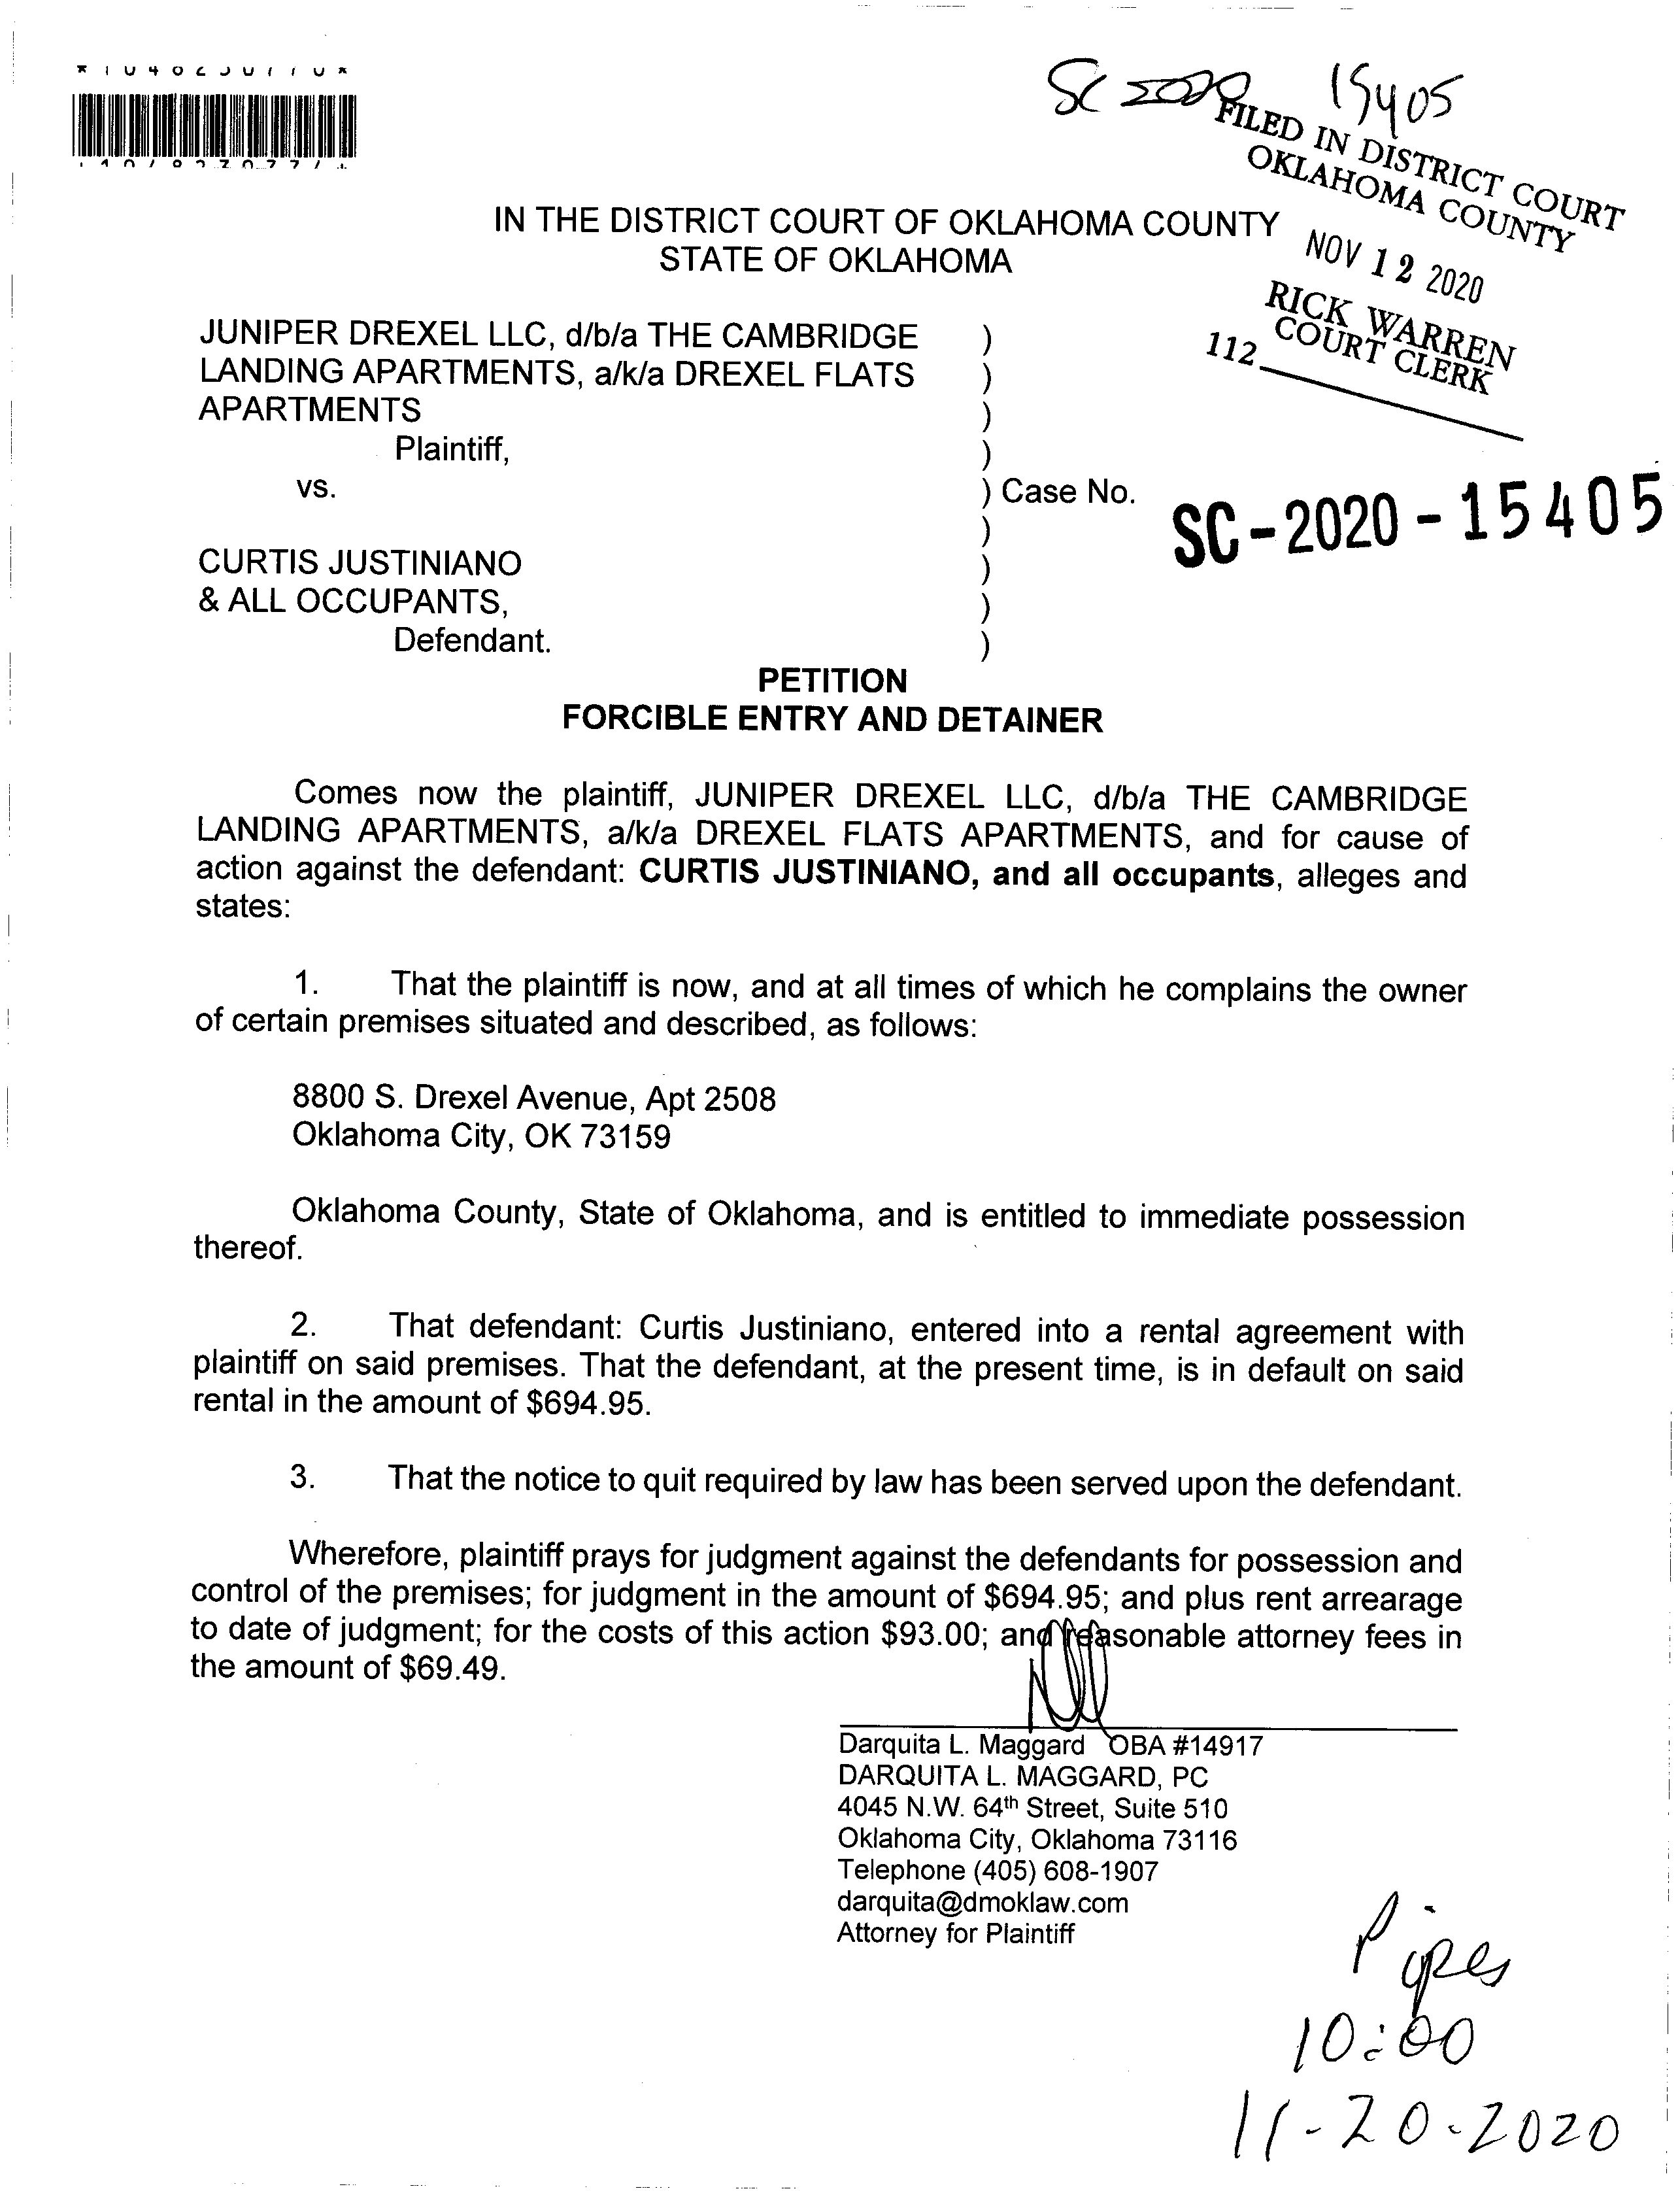 SC 2020 15405
FILED IN DISTRICT COURT
OKLAHOMA COUNTY
NOV 12 2020
RICK WARREN
COURT CLERK
112
IN THE DISTRICT COURT OF OKLAHOMA COUNTY
STATE OF OKLAHOMA
JUNIPER DREXEL LLC, d/b/a THE CAMBRIDGE )
LANDING APARTMENTS, a/k/a DREXEL FLATS )
APARTMENTS )
Plaintiff, )
vs. ) Case No. SC-2020-15405
)
CURTIS JUSTINIANO )
& ALL OCCUPANTS, )
Defendant. )
PETITION
FORCIBLE ENTRY AND DETAINER
Comes now the plaintiff, JUNIPER DREXEL LLC, d/b/a THE CAMBRIDGE
LANDING APARTMENTS, a/k/a DREXEL FLATS APARTMENTS, and for cause of
action against the defendant: CURTIS JUSTINIANO, and all occupants, alleges and
states:
1. That the plaintiff is now, and at all times of which he complains the owner
of certain premises situated and described, as follows:
8800 S. Drexel Avenue, Apt 2508
Oklahoma City, OK 73159
Oklahoma County, State of Oklahoma, and is entitled to immediate possession
thereof.
2. That defendant: Curtis Justiniano, entered into a rental agreement with
plaintiff on said premises. That the defendant, at the present time, is in default on said
rental in the amount of $694.95.
3. That the notice to quit required by law has been served upon the defendant.
Wherefore, plaintiff prays for judgment against the defendants for possession and
control of the premises; for judgment in the amount of $694.95; and plus rent arrearage
to date of judgment; for the costs of this action $93.00; and reasonable attorney fees in
the amount of $69.49.
Darquita L. Maggard OBA #14917
DARQUITA L. MAGGARD, PC
4045 N.W. 64th Street, Suite 510
Oklahoma City, Oklahoma 73116
Telephone (405) 608-1907
darquita@dmoklaw.com
Attorney for Plaintiff
Pipes
10:00
11-20-2020